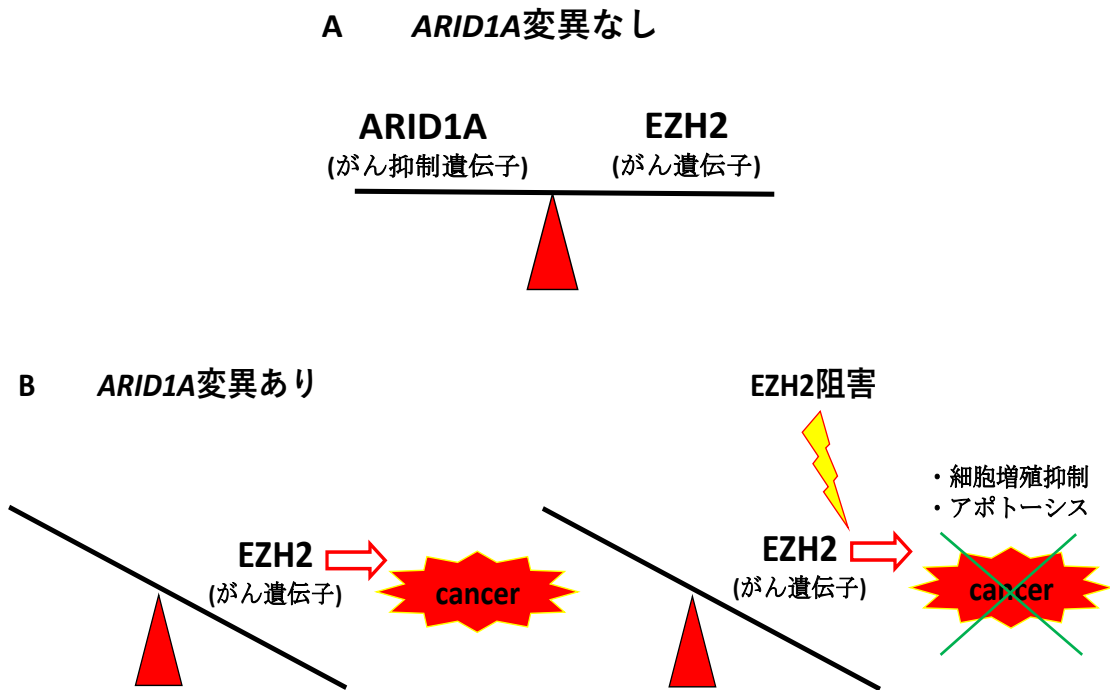 A ARID1A変異なし
ARID1A EZH2
(がん抑制遺伝子) (がん遺伝子)
B ARID1A変異あり
EZH2
(がん遺伝子)
cancer
EZH2阻害
・細胞増殖抑制
・アポトーシス
EZH2
(がん遺伝子)
cancer